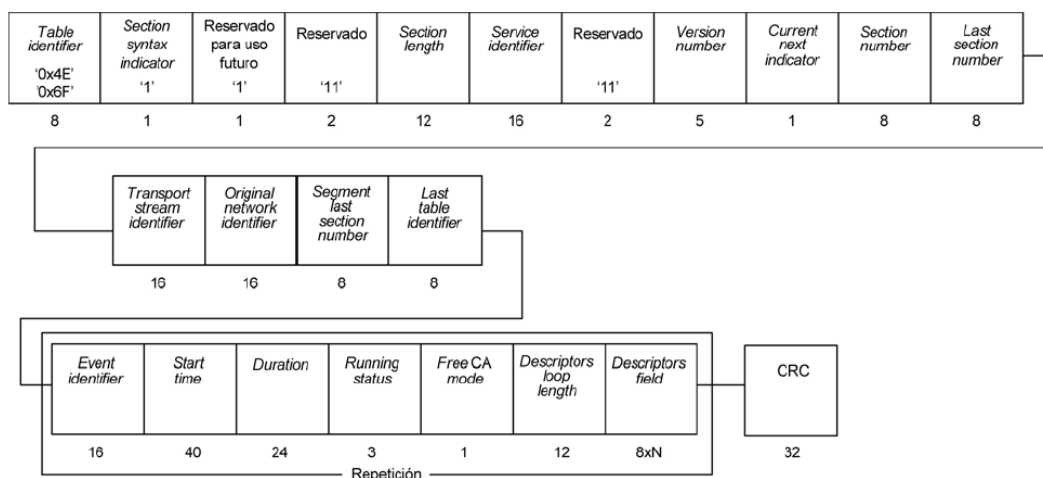 Table identifier '0x4E' '0x6F'
Section syntax indicator '1'
Reservado para uso futuro '1'
Reservado '11'
Section length
Service identifier
Reservado '11'
Version number
Current next indicator
Section number
Last section number
8 1 1 2 12 16 2 5 1 8 8
Transport stream identifier
Original network identifier
Segment last section number
Last table identifier
16 16 8 8
Event identifier
Start time
Duration
Running status
Free CA mode
Descriptors loop length
Descriptors field
CRC
16 40 24 3 1 12 8xN 32
Repetición